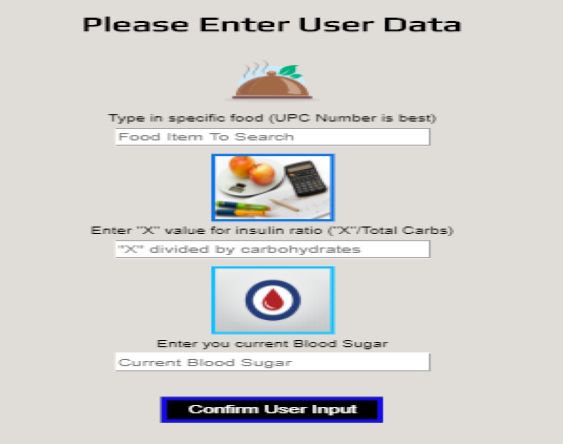 Please Enter User Data
Type in specific food (UPC Number is best)
Food Item To Search
Enter "X" value for insulin ratio ("X"/Total Carbs)
"X" divided by carbohydrates
Enter you current Blood Sugar
Current Blood Sugar
Confirm User Input